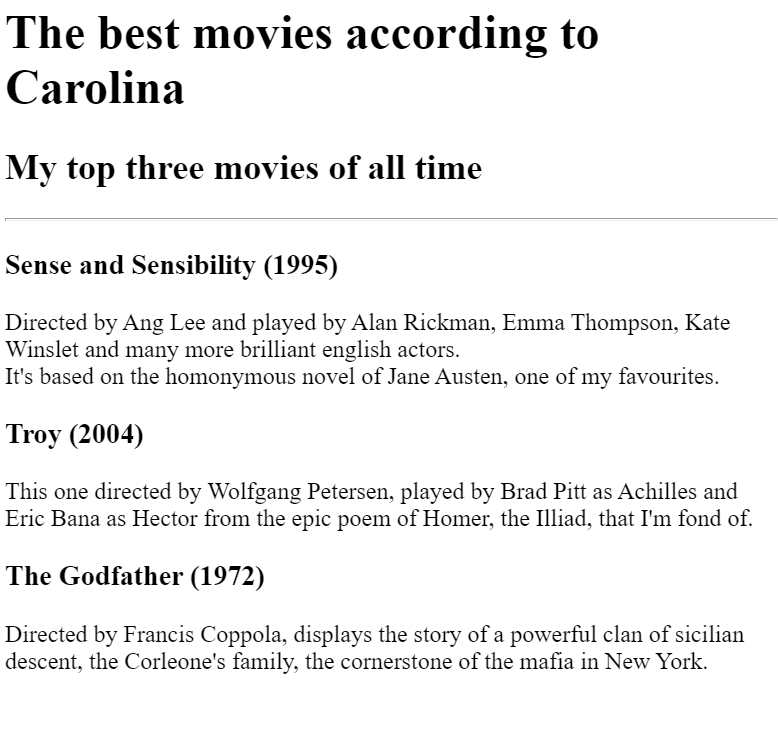 The best movies according to
Carolina
My top three movies of all time
Sense and Sensibility (1995)
Directed by Ang Lee and played by Alan Rickman, Emma Thompson, Kate
Winslet and many more brilliant english actors.
It's based on the homonymous novel of Jane Austen, one of my favourites.
Troy (2004)
This one directed by Wolfgang Petersen, played by Brad Pitt as Achilles and
Eric Bana as Hector from the epic poem of Homer, the Illiad, that I'm fond of.
The Godfather (1972)
Directed by Francis Coppola, displays the story of a powerful clan of sicilian
descent, the Corleone's family, the cornerstone of the mafia in New York.